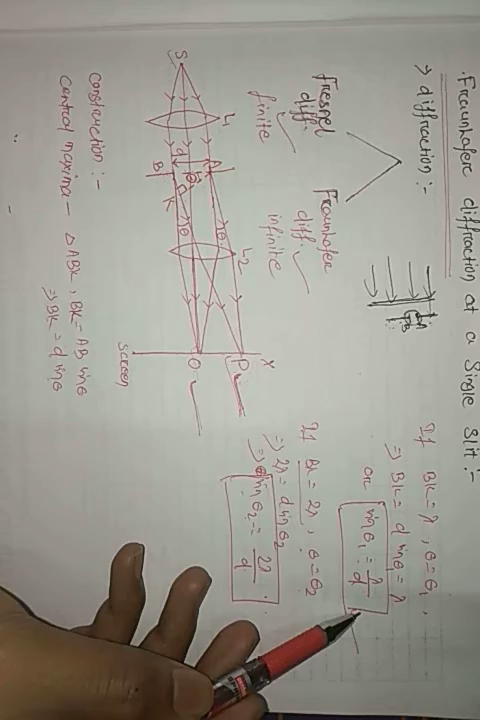 Fraunhofer diffraction at a Single Slit :-
→ diffraction :-
A
B
Fresnel
diff.
finite
Fraunhofer
diff.
infinite
L1
L2
X
S
A
θ
θ
P
d
O
B
K
θ
Screen
Construction :-
Central maxima - △ABK, BK = AB sinθ
⇒ BK = d sinθ
If BK = λ, θ = θ1,
⇒ BK = d sinθ1 = λ
or sinθ1 = λ/d
If BK = 2λ, θ = θ2
⇒ 2λ = d sinθ2
⇒ sinθ2 = 2λ/d.